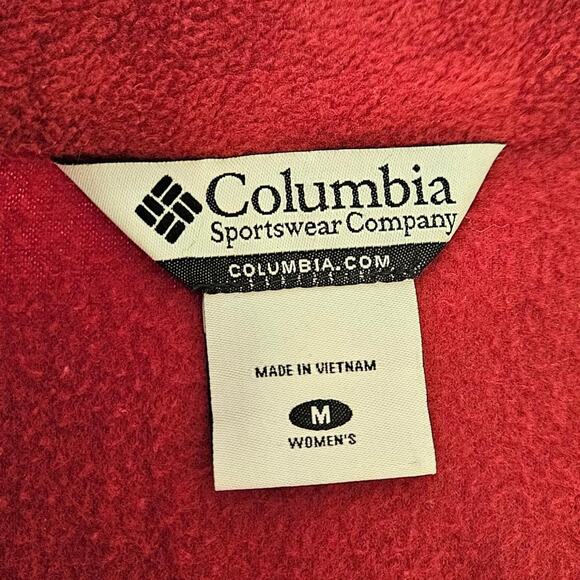 Columbia
Sportswear Company
COLUMBIA.COM
MADE IN VIETNAM
M
WOMEN'S